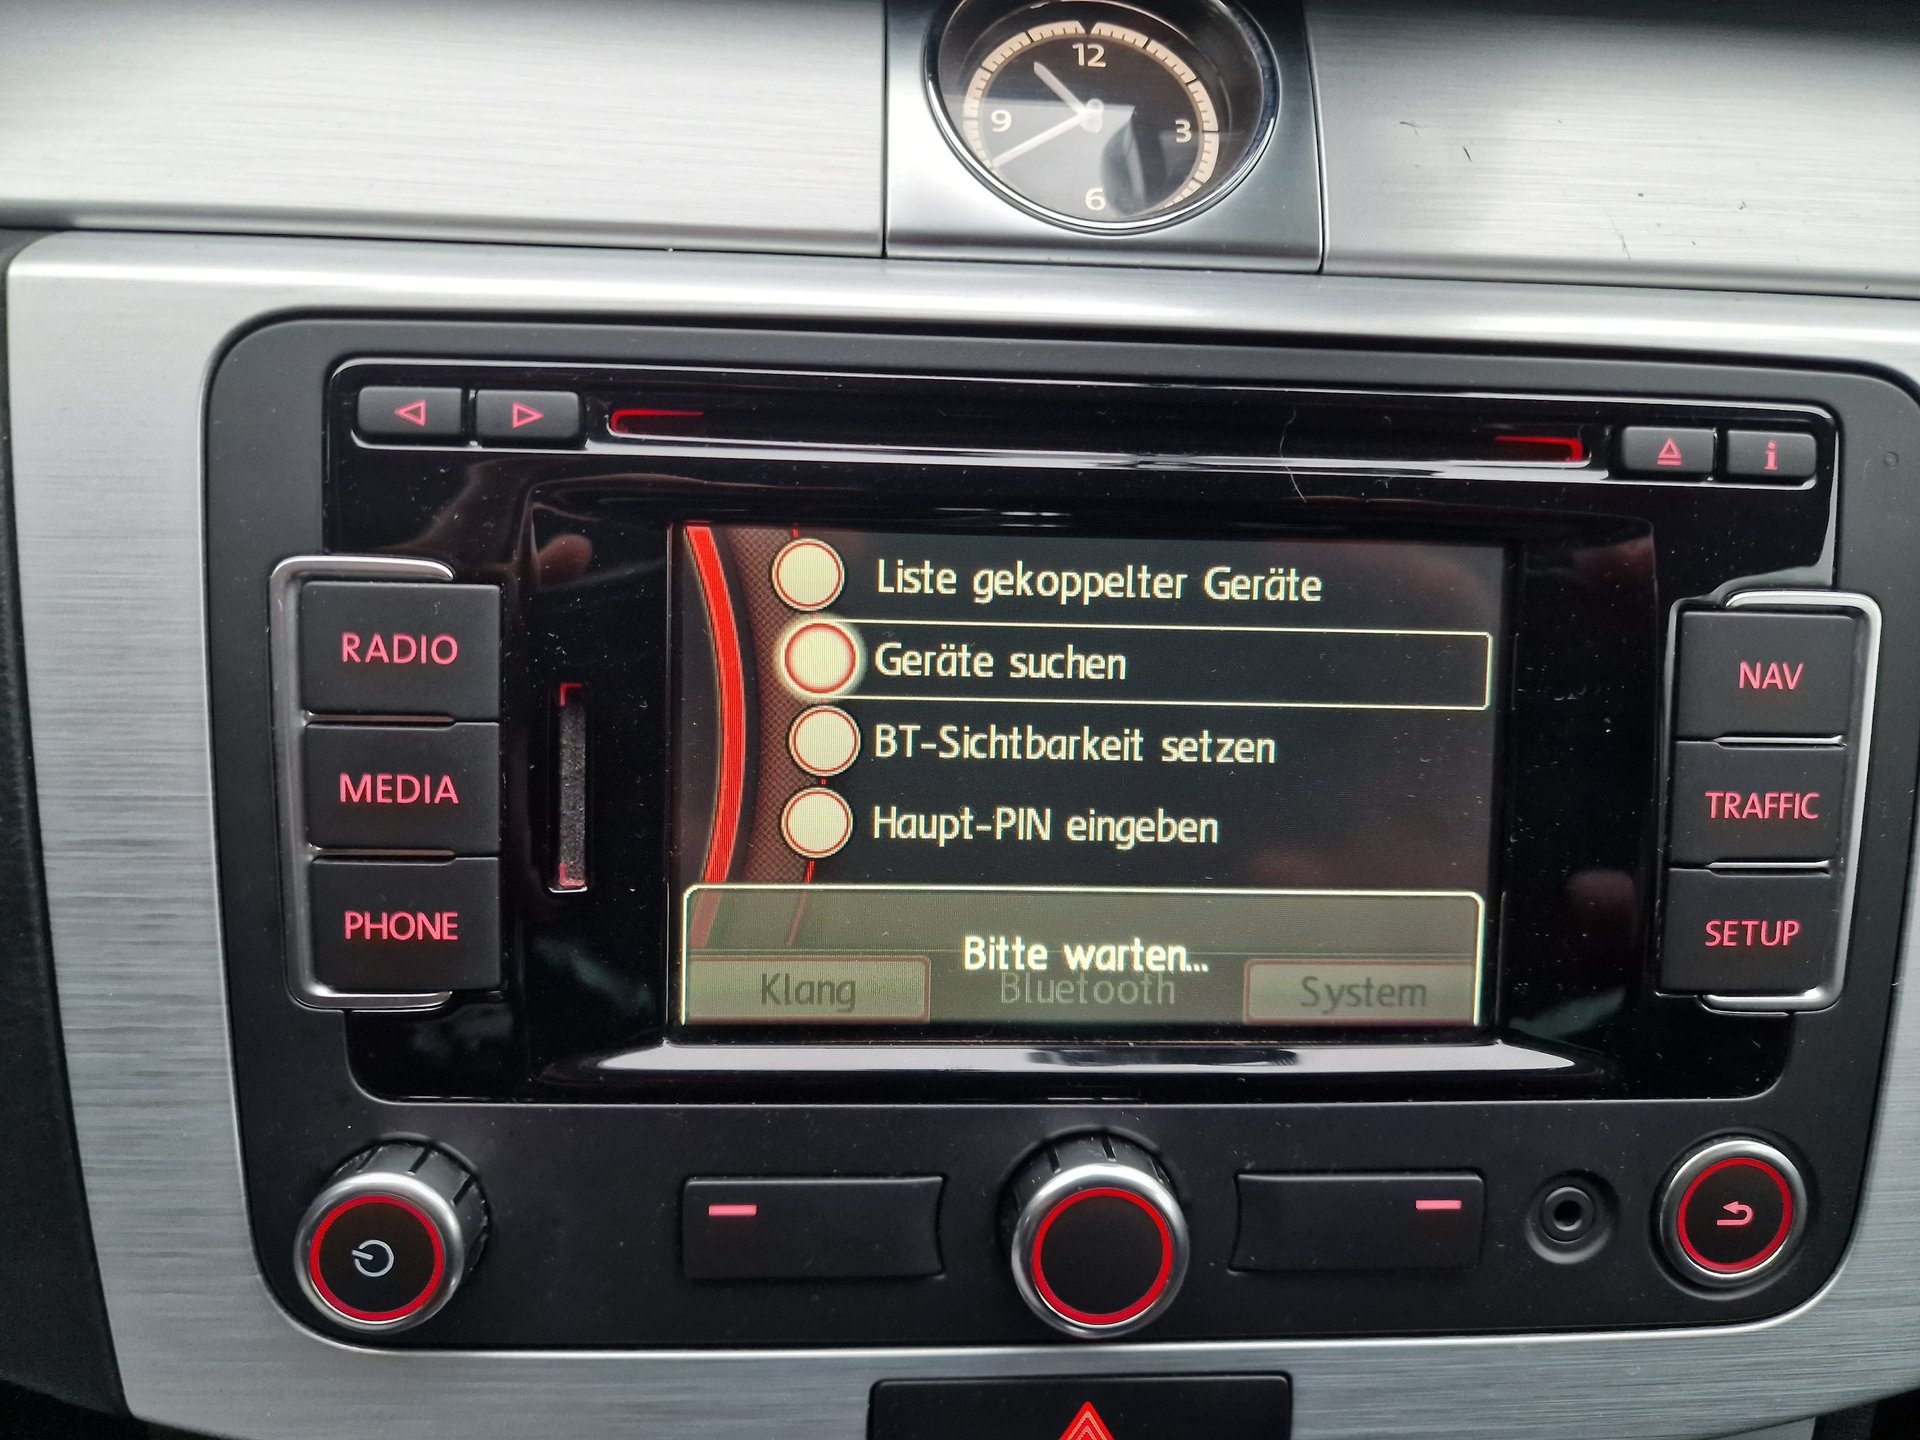 12
9
3
6
i
Liste gekoppelter Geräte
RADIO
Geräte suchen
NAV
BT-Sichtbarkeit setzen
MEDIA
TRAFFIC
Haupt-PIN eingeben
PHONE
SETUP
Bitte warten...
Klang
Bluetooth
System